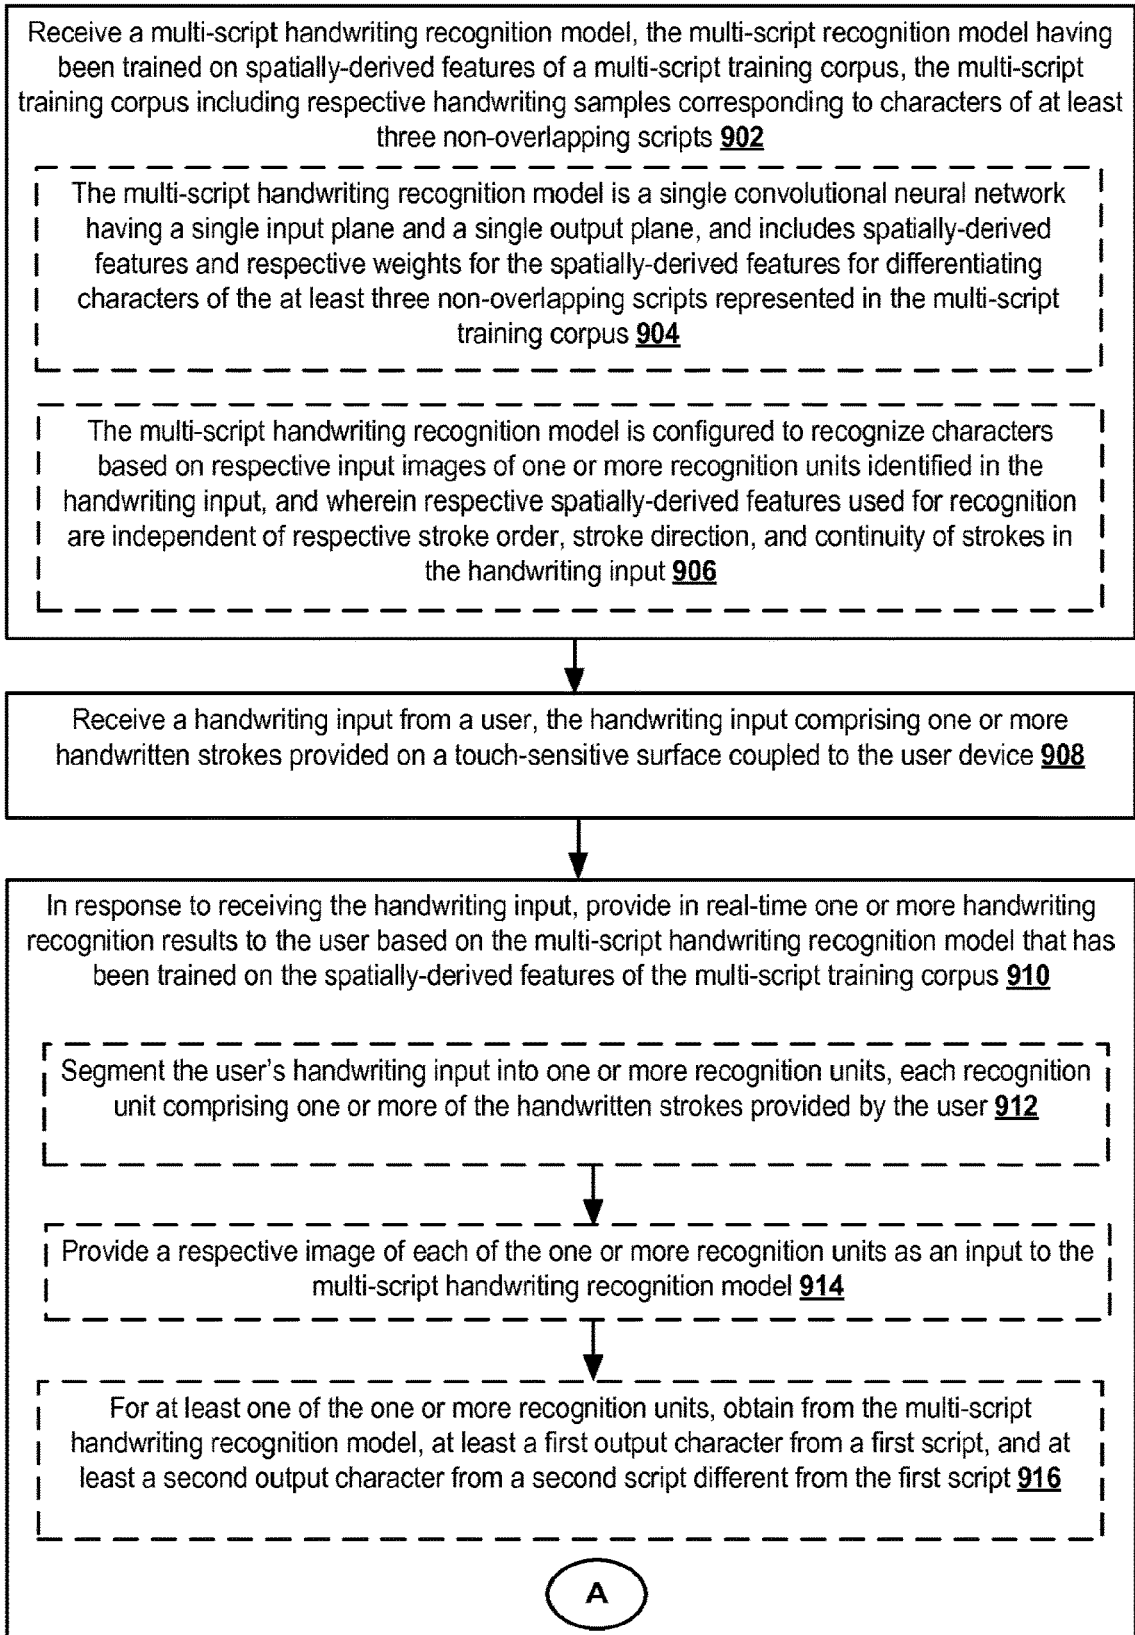 Receive a multi-script handwriting recognition model, the multi-script recognition model having
been trained on spatially-derived features of a multi-script training corpus, the multi-script
training corpus including respective handwriting samples corresponding to characters of at least
three non-overlapping scripts 902
The multi-script handwriting recognition model is a single convolutional neural network
having a single input plane and a single output plane, and includes spatially-derived
features and respective weights for the spatially-derived features for differentiating
characters of the at least three non-overlapping scripts represented in the multi-script
training corpus 904
The multi-script handwriting recognition model is configured to recognize characters
based on respective input images of one or more recognition units identified in the
handwriting input, and wherein respective spatially-derived features used for recognition
are independent of respective stroke order, stroke direction, and continuity of strokes in
the handwriting input 906
Receive a handwriting input from a user, the handwriting input comprising one or more
handwritten strokes provided on a touch-sensitive surface coupled to the user device 908
In response to receiving the handwriting input, provide in real-time one or more handwriting
recognition results to the user based on the multi-script handwriting recognition model that has
been trained on the spatially-derived features of the multi-script training corpus 910
Segment the user's handwriting input into one or more recognition units, each recognition
unit comprising one or more of the handwritten strokes provided by the user 912
Provide a respective image of each of the one or more recognition units as an input to the
multi-script handwriting recognition model 914
For at least one of the one or more recognition units, obtain from the multi-script
handwriting recognition model, at least a first output character from a first script, and at
least a second output character from a second script different from the first script 916
A